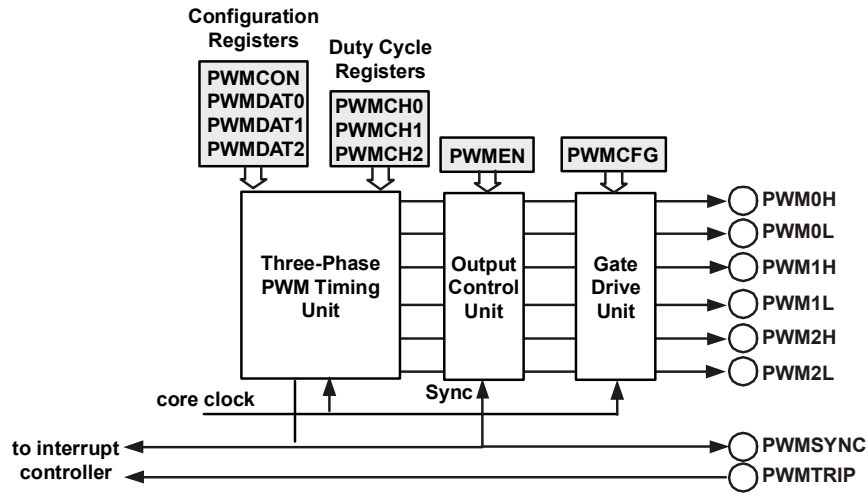 Configuration
Registers
PWMCON
PWMDAT0
PWMDAT1
PWMDAT2
Duty Cycle
Registers
PWMCH0
PWMCH1
PWMCH2
PWMEN
PWMCFG
Three-Phase
PWM Timing
Unit
Output
Control
Unit
Gate
Drive
Unit
PWM0H
PWM0L
PWM1H
PWM1L
PWM2H
PWM2L
core clock
Sync
to interrupt
controller
PWMSYNC
PWMTRIP